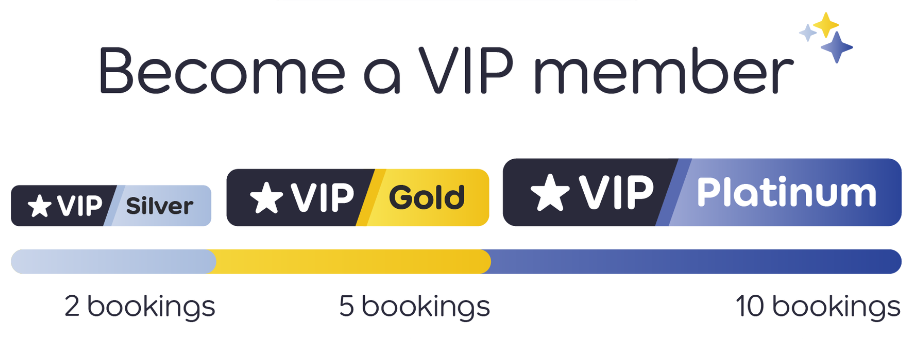 Become a VIP member
VIP Silver
VIP Gold
VIP Platinum
2 bookings
5 bookings
10 bookings